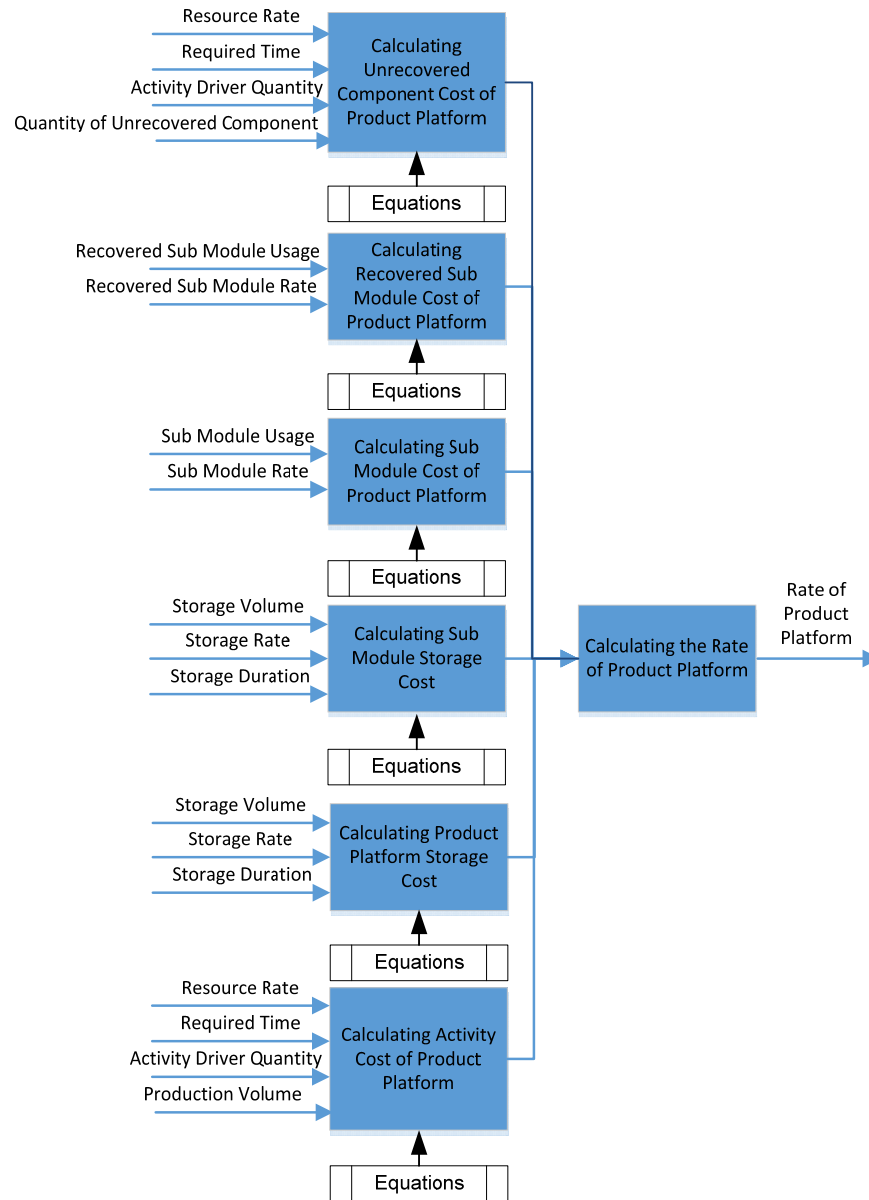 Resource Rate
Required Time
Activity Driver Quantity
Quantity of Unrecovered Component
Calculating
Unrecovered
Component Cost of
Product Platform
Equations
Recovered Sub Module Usage
Recovered Sub Module Rate
Calculating
Recovered Sub
Module Cost of
Product Platform
Equations
Sub Module Usage
Sub Module Rate
Calculating Sub
Module Cost of
Product Platform
Equations
Storage Volume
Storage Rate
Storage Duration
Calculating Sub
Module Storage
Cost
Equations
Calculating the Rate
of Product Platform
Rate of
Product
Platform
Storage Volume
Storage Rate
Storage Duration
Calculating Product
Platform Storage
Cost
Equations
Resource Rate
Required Time
Activity Driver Quantity
Production Volume
Calculating Activity
Cost of Product
Platform
Equations